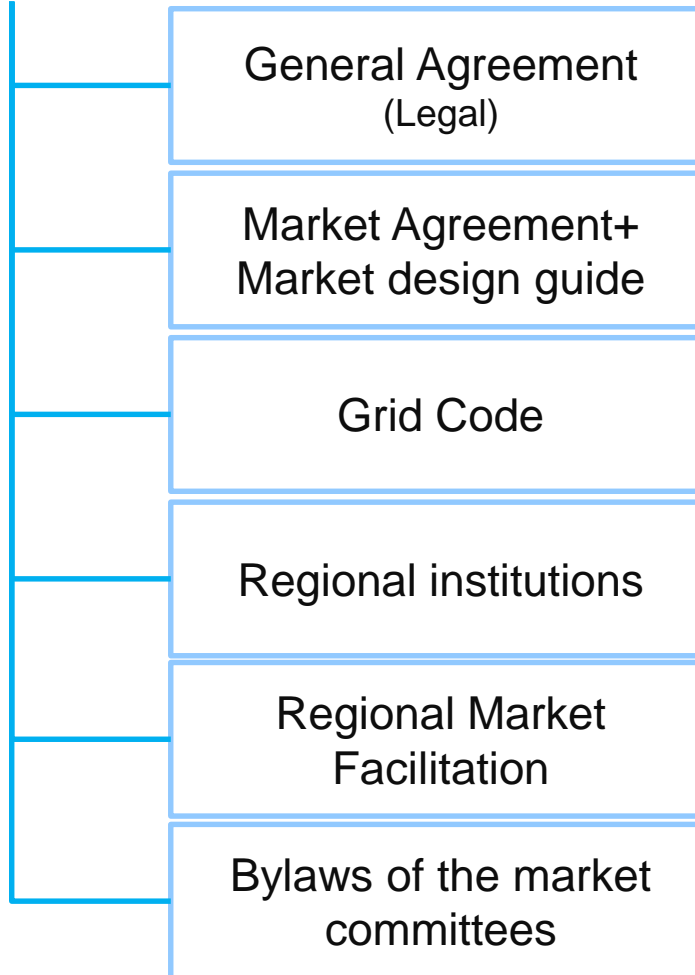 General Agreement
(Legal)
Market Agreement+
Market design guide
Grid Code
Regional institutions
Regional Market
Facilitation
Bylaws of the market
committees